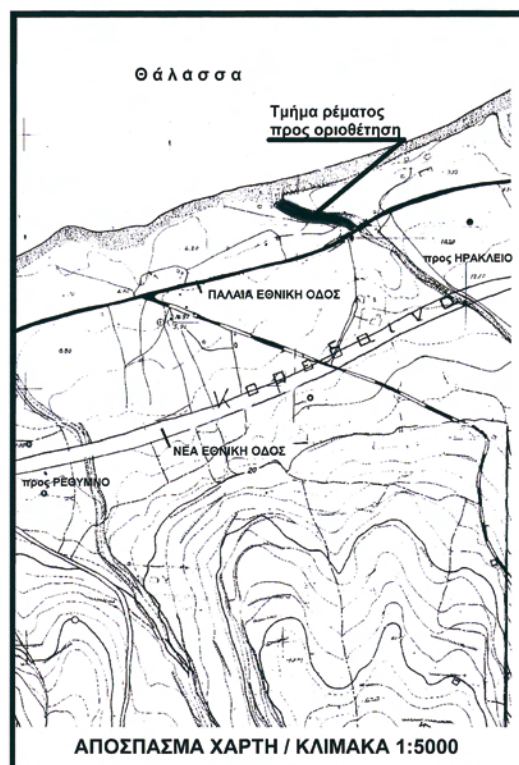 Θάλασσα
Τμήμα ρέματος
προς οριοθέτηση
προς ΗΡΑΚΛΕΙΟ
ΠΑΛΑΙΑ ΕΘΝΙΚΗ ΟΔΟΣ
ΝΕΑ ΕΘΝΙΚΗ ΟΔΟΣ
20
προς ΡΕΘΥΜΝΟ
ΑΠΟΣΠΑΣΜΑ ΧΑΡΤΗ / ΚΛΙΜΑΚΑ 1:5000